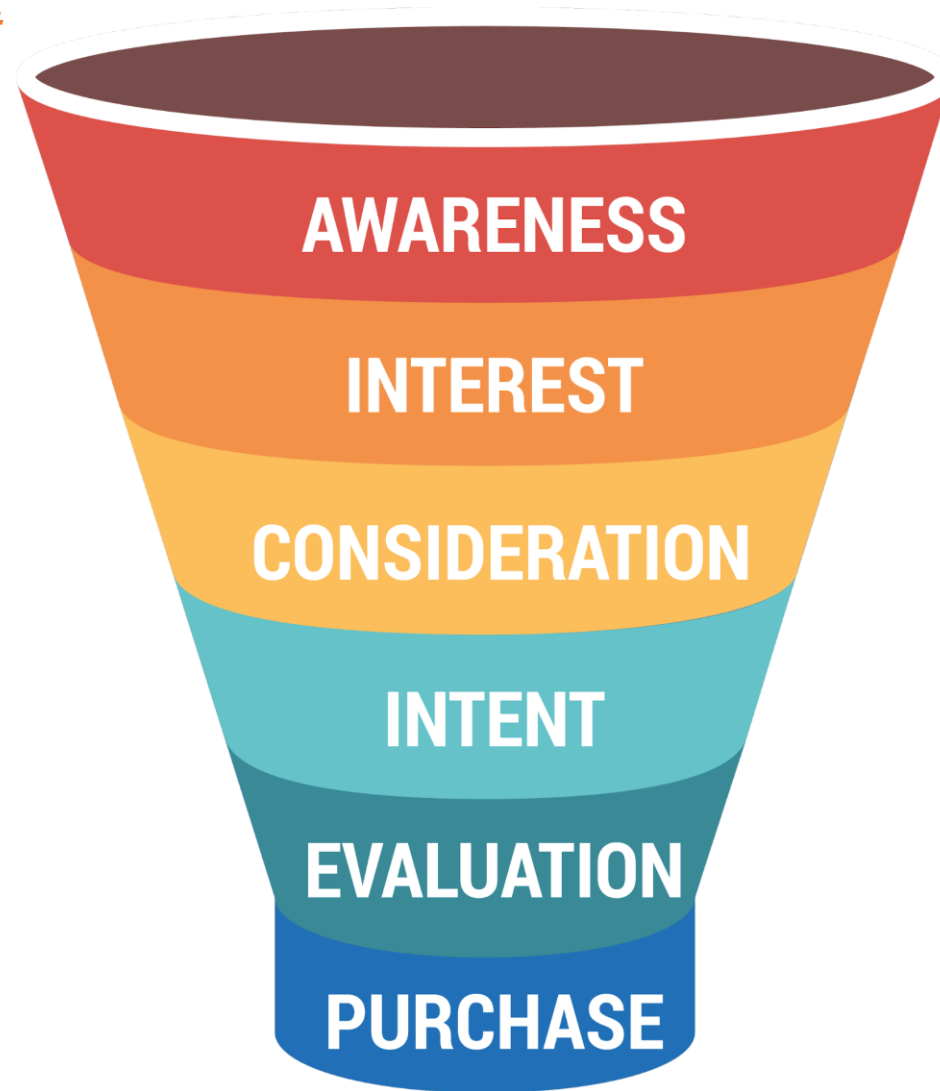 AWARENESS
INTEREST
CONSIDERATION
INTENT
EVALUATION
PURCHASE